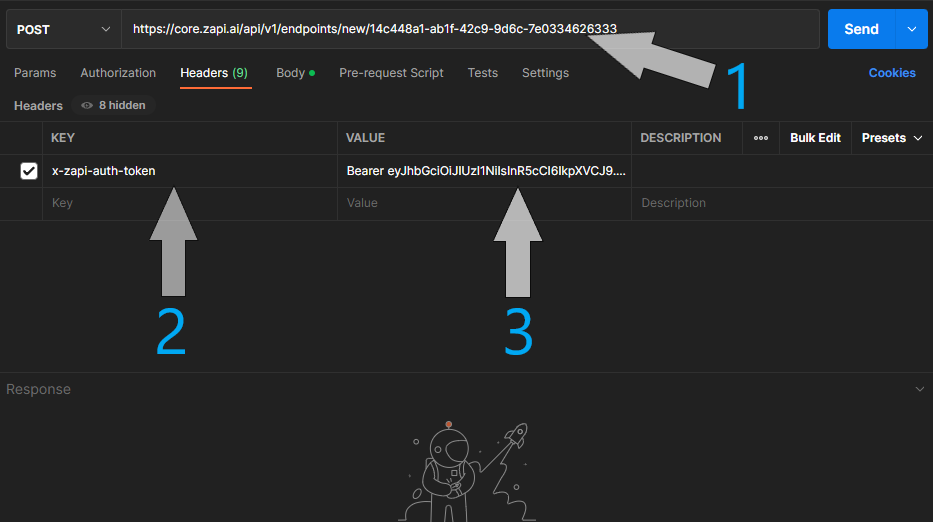 POST https://core.zapi.ai/api/v1/endpoints/new/14c448a1-ab1f-42c9-9d6c-7e0334626333 Send
1
Params Authorization Headers (9) Body Pre-request Script Tests Settings Cookies
Headers 8 hidden
KEY VALUE DESCRIPTION ooo Bulk Edit Presets
x-zapi-auth-token Bearer eyJhbGciOiJIUzI1NiIsInR5cCI6IkpXVCJ9....
Key Value Description
2 3
Response